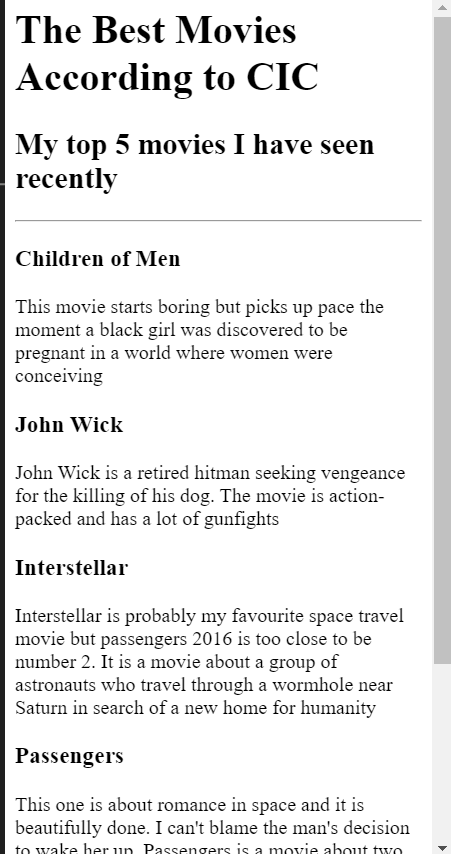 The Best Movies
According to CIC
My top 5 movies I have seen
recently
Children of Men
This movie starts boring but picks up pace the
moment a black girl was discovered to be
pregnant in a world where women were
conceiving
John Wick
John Wick is a retired hitman seeking vengeance
for the killing of his dog. The movie is action-
packed and has a lot of gunfights
Interstellar
Interstellar is probably my favourite space travel
movie but passengers 2016 is too close to be
number 2. It is a movie about a group of
astronauts who travel through a wormhole near
Saturn in search of a new home for humanity
Passengers
This one is about romance in space and it is
beautifully done. I can't blame the man's decision
to wake her up. Passengers is a movie about two